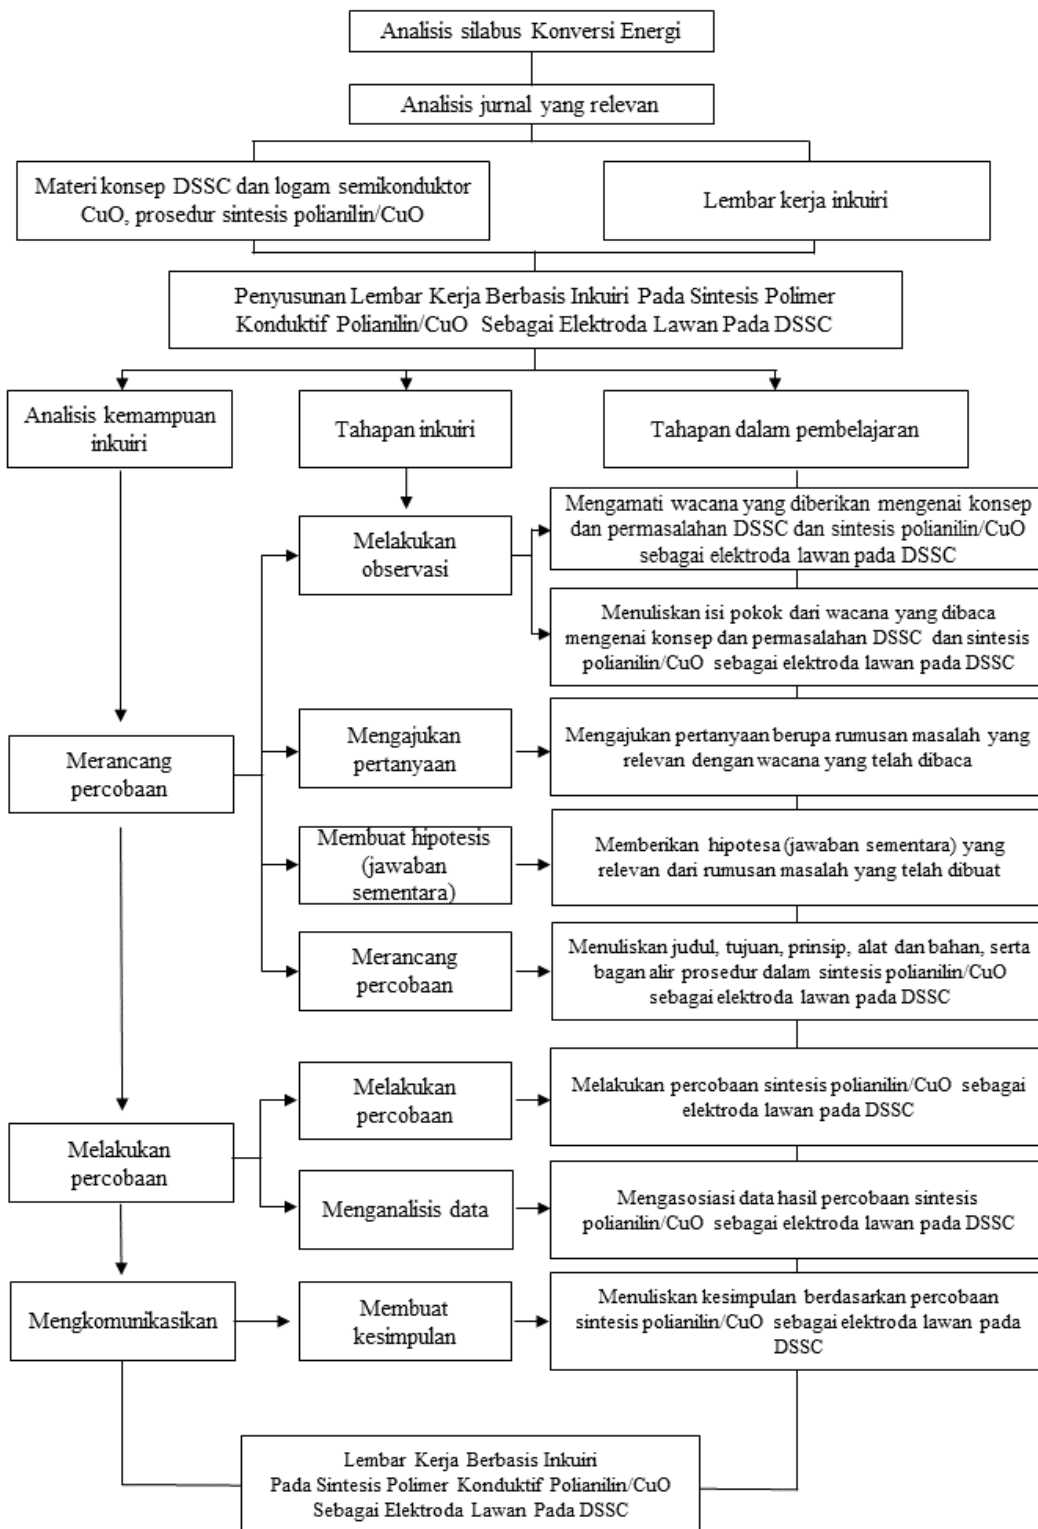 Analisis silabus Konversi Energi
Analisis jurnal yang relevan
Materi konsep DSSC dan logam semikonduktor
CuO, prosedur sintesis polianilin/CuO
Lembar kerja inkuiri
Penyusunan Lembar Kerja Berbasis Inkuiri Pada Sintesis Polimer
Konduktif Polianilin/CuO Sebagai Elektroda Lawan Pada DSSC
Analisis kemampuan
inkuiri
Tahapan inkuiri
Tahapan dalam pembelajaran
Melakukan
observasi
Mengamati wacana yang diberikan mengenai konsep
dan permasalahan DSSC dan sintesis polianilin/CuO
sebagai elektroda lawan pada DSSC
Menuliskan isi pokok dari wacana yang dibaca
mengenai konsep dan permasalahan DSSC dan sintesis
polianilin/CuO sebagai elektroda lawan pada DSSC
Merancang
percobaan
Mengajukan
pertanyaan
Mengajukan pertanyaan berupa rumusan masalah yang
relevan dengan wacana yang telah dibaca
Membuat hipotesis
(jawaban
sementara)
Memberikan hipotesa (jawaban sementara) yang
relevan dari rumusan masalah yang telah dibuat
Merancang
percobaan
Menuliskan judul, tujuan, prinsip, alat dan bahan, serta
bagan alir prosedur dalam sintesis polianilin/CuO
sebagai elektroda lawan pada DSSC
Melakukan
percobaan
Melakukan
percobaan
Melakukan percobaan sintesis polianilin/CuO sebagai
elektroda lawan pada DSSC
Menganalisis data
Mengasosiasi data hasil percobaan sintesis
polianilin/CuO sebagai elektroda lawan pada DSSC
Mengkomunikasikan
Membuat
kesimpulan
Menuliskan kesimpulan berdasarkan percobaan
sintesis polianilin/CuO sebagai elektroda lawan pada
DSSC
Lembar Kerja Berbasis Inkuiri
Pada Sintesis Polimer Konduktif Polianilin/CuO
Sebagai Elektroda Lawan Pada DSSC